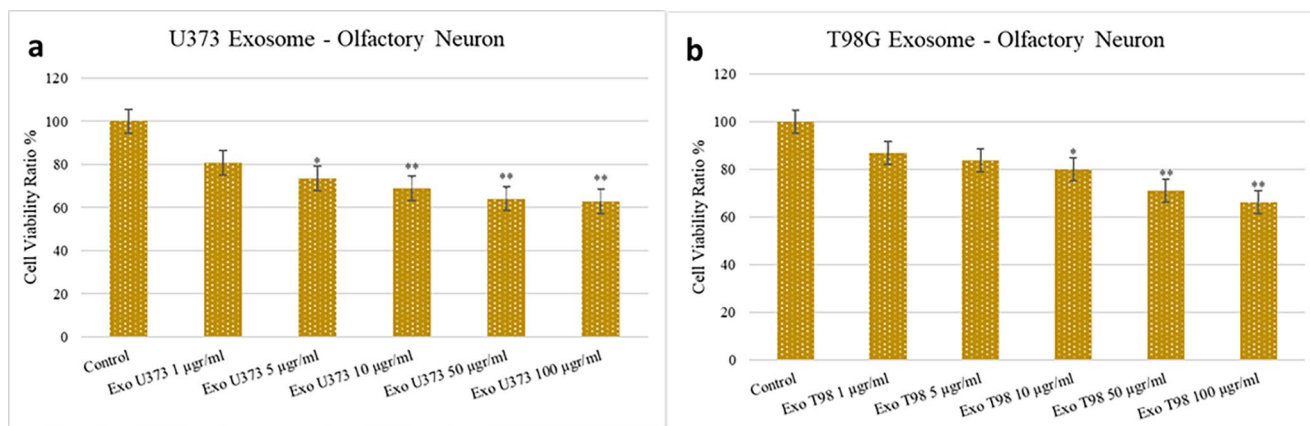 a
U373 Exosome - Olfactory Neuron
Cell Viability Ratio %
120
100
80
60
40
20
0
*
**
**
**
Control
Exo U373 1 µgr/ml
Exo U373 5 µgr/ml
Exo U373 10 µgr/ml
Exo U373 50 µgr/ml
Exo U373 100 µgr/ml
b
T98G Exosome - Olfactory Neuron
Cell Viability Ratio %
120
100
80
60
40
20
0
*
**
**
Control
Exo T98 1 µgr/ml
Exo T98 5 µgr/ml
Exo T98 10 µgr/ml
Exo T98 50 µgr/ml
Exo T98 100 µgr/ml